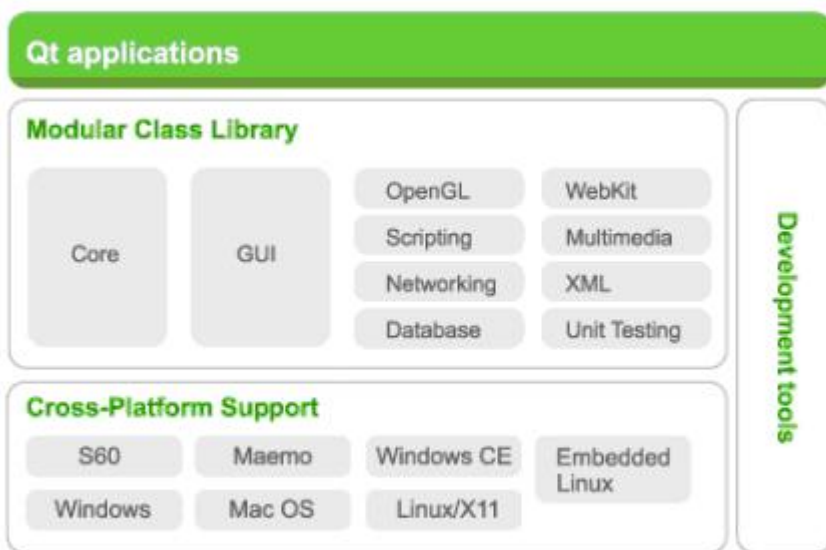 Qt applications
Modular Class Library
Core
GUI
OpenGL
WebKit
Scripting
Multimedia
Networking
XML
Database
Unit Testing
Development tools
Cross-Platform Support
S60
Maemo
Windows CE
Embedded
Linux
Windows
Mac OS
Linux/X11